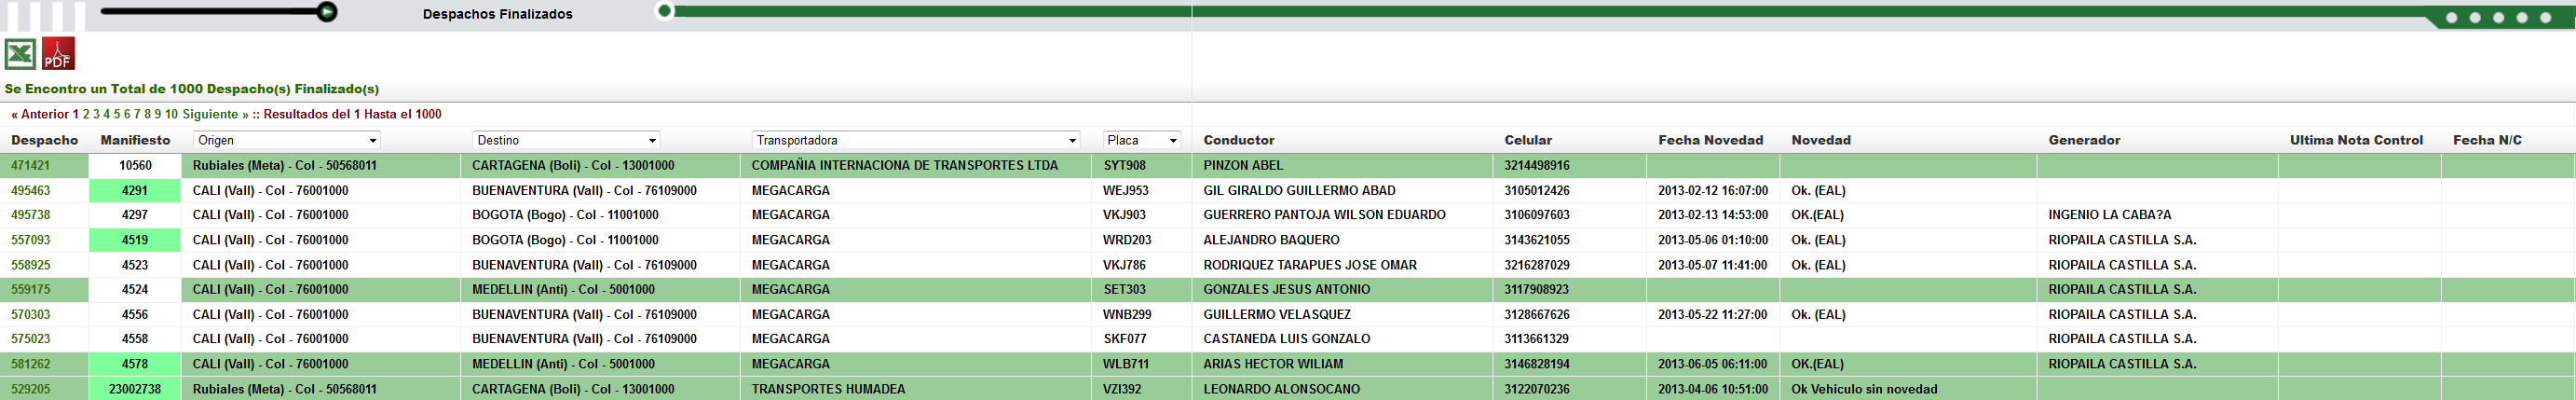 Despachos Finalizados
PDF
Se Encontro un Total de 1000 Despacho(s) Finalizado(s)
« Anterior 1 2 3 4 5 6 7 8 9 10 Siguiente » :: Resultados del 1 Hasta el 1000
Despacho Manifiesto Origen Destino Transportadora Placa Conductor Celular Fecha Novedad Novedad Generador Ultima Nota Control Fecha N/C
471421 10560 Rubiales (Meta) - Col - 50568011 CARTAGENA (Boli) - Col - 13001000 COMPAÑIA INTERNACIONA DE TRANSPORTES LTDA SYT908 PINZON ABEL 3214498916
495463 4291 CALI (Vall) - Col - 76001000 BUENAVENTURA (Vall) - Col - 76109000 MEGACARGA WEJ953 GIL GIRALDO GUILLERMO ABAD 3105012426 2013-02-12 16:07:00 Ok. (EAL)
495738 4297 CALI (Vall) - Col - 76001000 BOGOTA (Bogo) - Col - 11001000 MEGACARGA VKJ903 GUERRERO PANTOJA WILSON EDUARDO 3106097603 2013-02-13 14:53:00 OK.(EAL) INGENIO LA CABA?A
557093 4519 CALI (Vall) - Col - 76001000 BOGOTA (Bogo) - Col - 11001000 MEGACARGA WRD203 ALEJANDRO BAQUERO 3143621055 2013-05-06 01:10:00 Ok. (EAL) RIOPAILA CASTILLA S.A.
558925 4523 CALI (Vall) - Col - 76001000 BUENAVENTURA (Vall) - Col - 76109000 MEGACARGA VKJ786 RODRIQUEZ TARAPUES JOSE OMAR 3216287029 2013-05-07 11:41:00 Ok. (EAL) RIOPAILA CASTILLA S.A.
559175 4524 CALI (Vall) - Col - 76001000 MEDELLIN (Anti) - Col - 5001000 MEGACARGA SET303 GONZALES JESUS ANTONIO 3117908923 RIOPAILA CASTILLA S.A.
570303 4556 CALI (Vall) - Col - 76001000 BUENAVENTURA (Vall) - Col - 76109000 MEGACARGA WNB299 GUILLERMO VELASQUEZ 3128667626 2013-05-22 11:27:00 Ok. (EAL) RIOPAILA CASTILLA S.A.
575023 4558 CALI (Vall) - Col - 76001000 BUENAVENTURA (Vall) - Col - 76109000 MEGACARGA SKF077 CASTANEDA LUIS GONZALO 3113661329 RIOPAILA CASTILLA S.A.
581262 4578 CALI (Vall) - Col - 76001000 MEDELLIN (Anti) - Col - 5001000 MEGACARGA WLB711 ARIAS HECTOR WILIAM 3146828194 2013-06-05 06:11:00 OK.(EAL) RIOPAILA CASTILLA S.A.
529205 23002738 Rubiales (Meta) - Col - 50568011 CARTAGENA (Boli) - Col - 13001000 TRANSPORTES HUMADEA VZI392 LEONARDO ALONSOCANO 3122070236 2013-04-06 10:51:00 Ok Vehiculo sin novedad